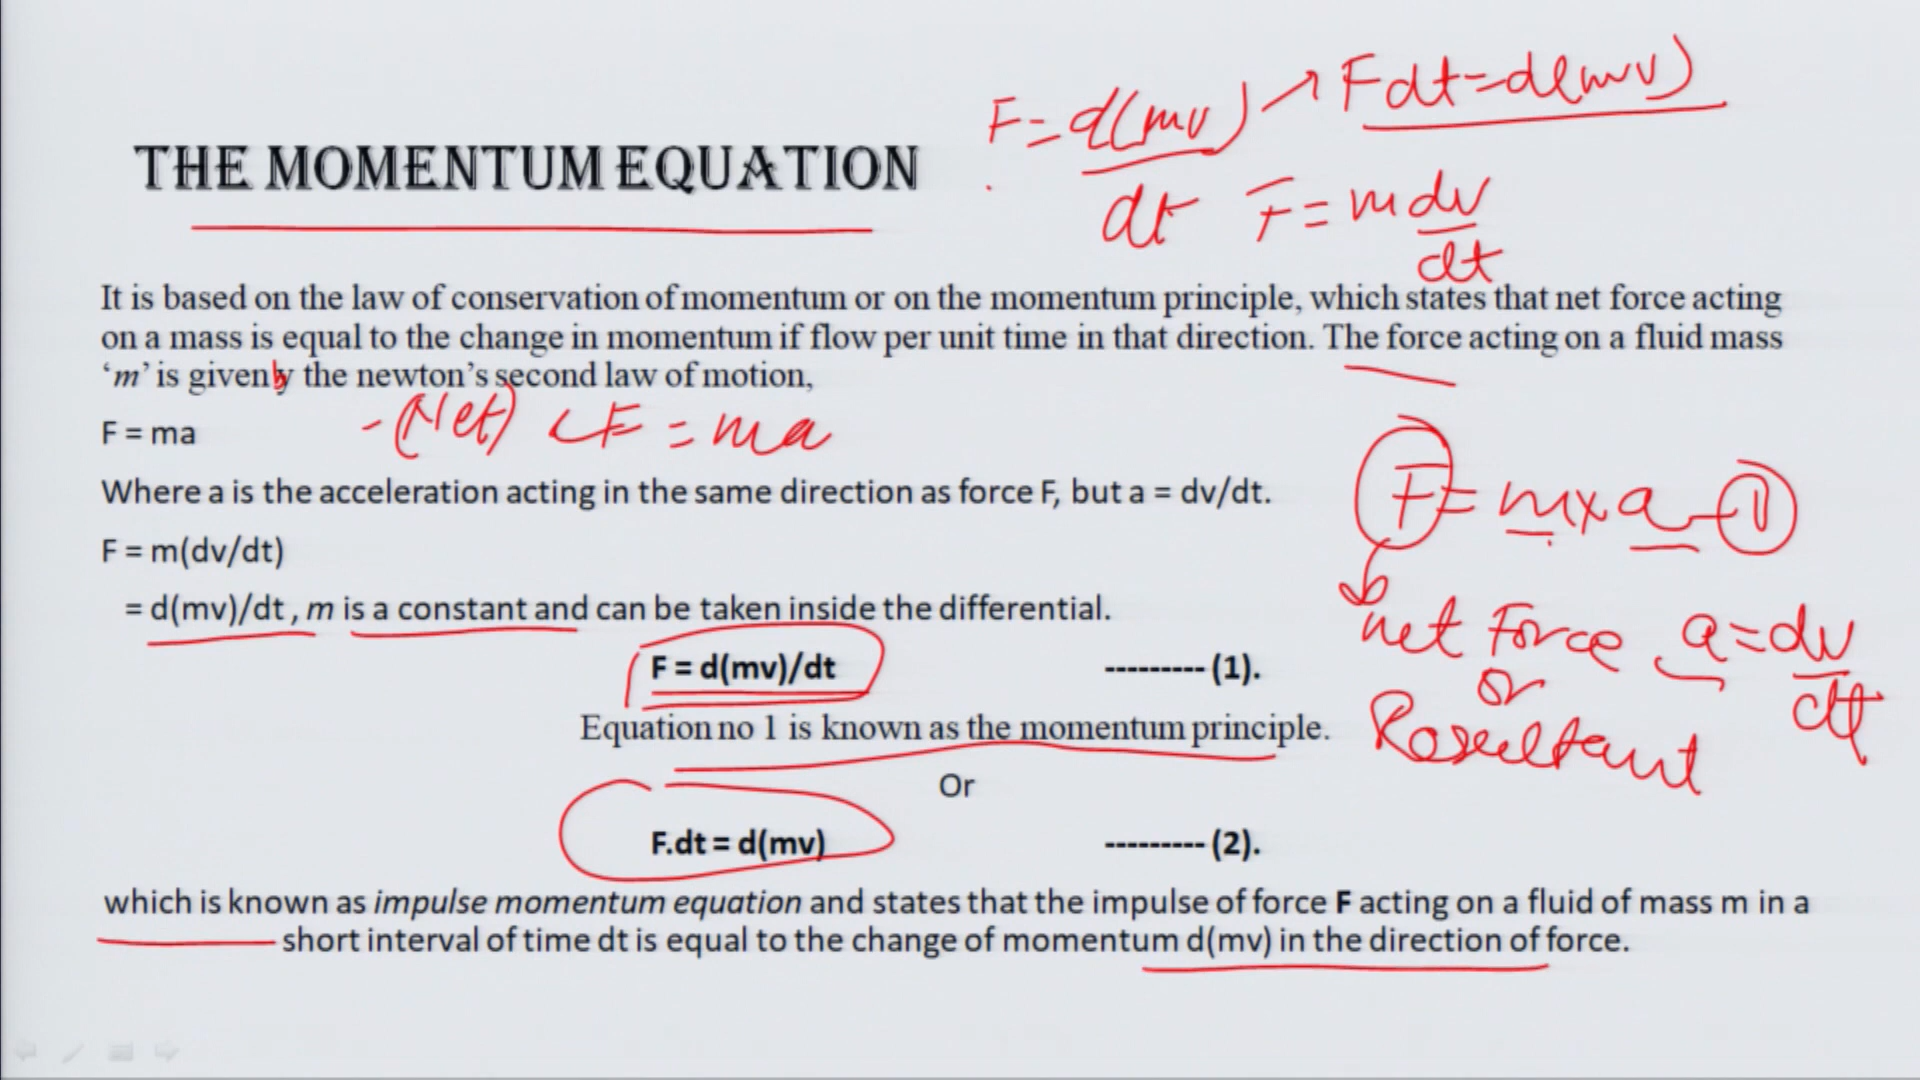 F = d(mv) → Fdt = d(mv)
dt
F = m dv
dt
THE MOMENTUM EQUATION
It is based on the law of conservation of momentum or on the momentum principle, which states that net force acting
on a mass is equal to the change in momentum if flow per unit time in that direction. The force acting on a fluid mass
‘m’ is givenby the newton’s second law of motion,
F = ma
- (Net) F = ma
Where a is the acceleration acting in the same direction as force F, but a = dv/dt.
F = m x a - 1
F = m(dv/dt)
= d(mv)/dt , m is a constant and can be taken inside the differential.
net Force a = dv
dt
or
Resultant
F = d(mv)/dt --------- (1).
Equation no 1 is known as the momentum principle.
Or
F.dt = d(mv) --------- (2).
which is known as impulse momentum equation and states that the impulse of force F acting on a fluid of mass m in a
short interval of time dt is equal to the change of momentum d(mv) in the direction of force.